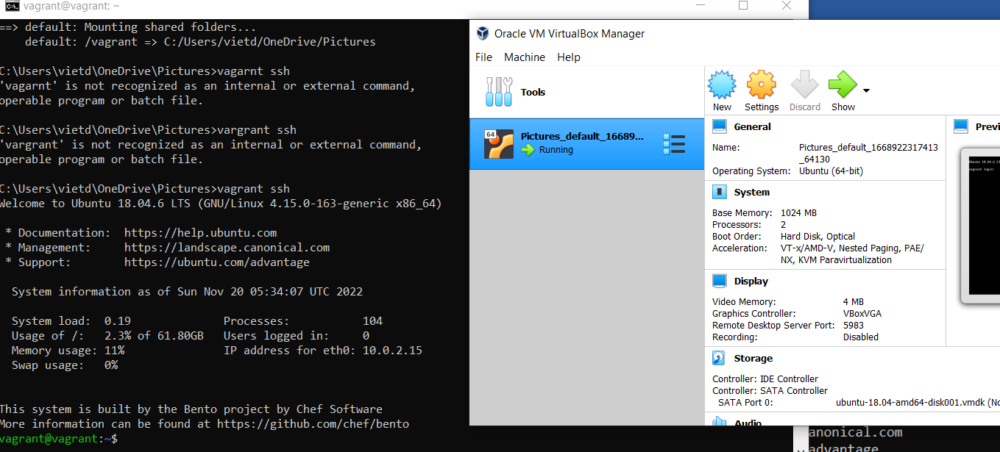 vagrant@vagrant: ~
==> default: Mounting shared folders...
default: /vagrant => C:/Users/vietd/OneDrive/Pictures
C:\Users\vietd\OneDrive\Pictures>vagarnt ssh
'vagarnt' is not recognized as an internal or external command,
operable program or batch file.
C:\Users\vietd\OneDrive\Pictures>vargrant ssh
'vargrant' is not recognized as an internal or external command,
operable program or batch file.
C:\Users\vietd\OneDrive\Pictures>vagrant ssh
Welcome to Ubuntu 18.04.6 LTS (GNU/Linux 4.15.0-163-generic x86_64)
* Documentation: https://help.ubuntu.com
* Management: https://landscape.canonical.com
* Support: https://ubuntu.com/advantage
System information as of Sun Nov 20 05:34:07 UTC 2022
System load: 0.19 Processes: 104
Usage of /: 2.3% of 61.80GB Users logged in: 0
Memory usage: 11% IP address for eth0: 10.0.2.15
Swap usage: 0%
This system is built by the Bento project by Chef Software
More information can be found at https://github.com/chef/bento
vagrant@vagrant:~$
Oracle VM VirtualBox Manager
File Machine Help
Tools
New Settings Discard Show
64
Pictures_default_16689...
Running
General
Name: Pictures_default_1668922317413
_64130
Operating System: Ubuntu (64-bit)
System
Base Memory: 1024 MB
Processors: 2
Boot Order: Hard Disk, Optical
Acceleration: VT-x/AMD-V, Nested Paging, PAE/
NX, KVM Paravirtualization
Display
Video Memory: 4 MB
Graphics Controller: VBoxVGA
Remote Desktop Server Port: 5983
Recording: Disabled
Storage
Controller: IDE Controller
Controller: SATA Controller
SATA Port 0: ubuntu-18.04-amd64-disk001.vmdk (No
Audio
Previ
Ubuntu 18.04.6 LT
vagrant login:
anonical.com
advantage